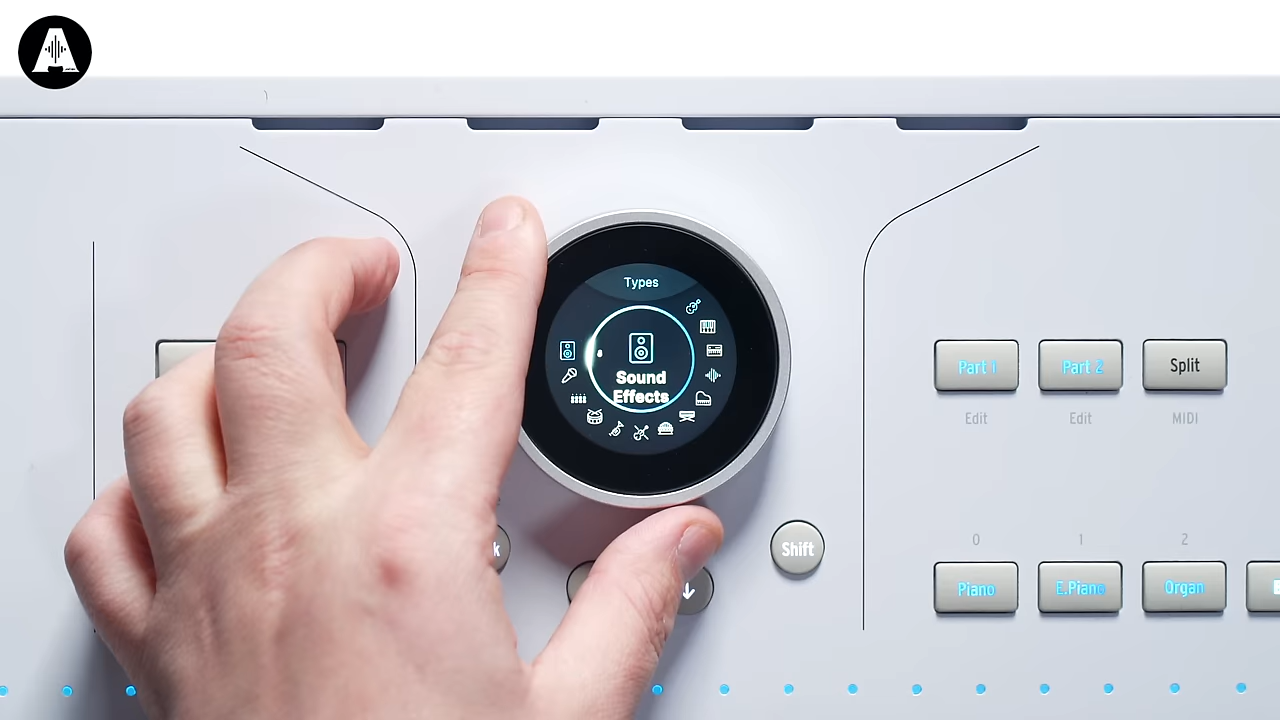 Types
Sound
Effects
Part 1
Part 2
Split
Edit
Edit
MIDI
k
Shift
0
1
2
Piano
E.Piano
Organ